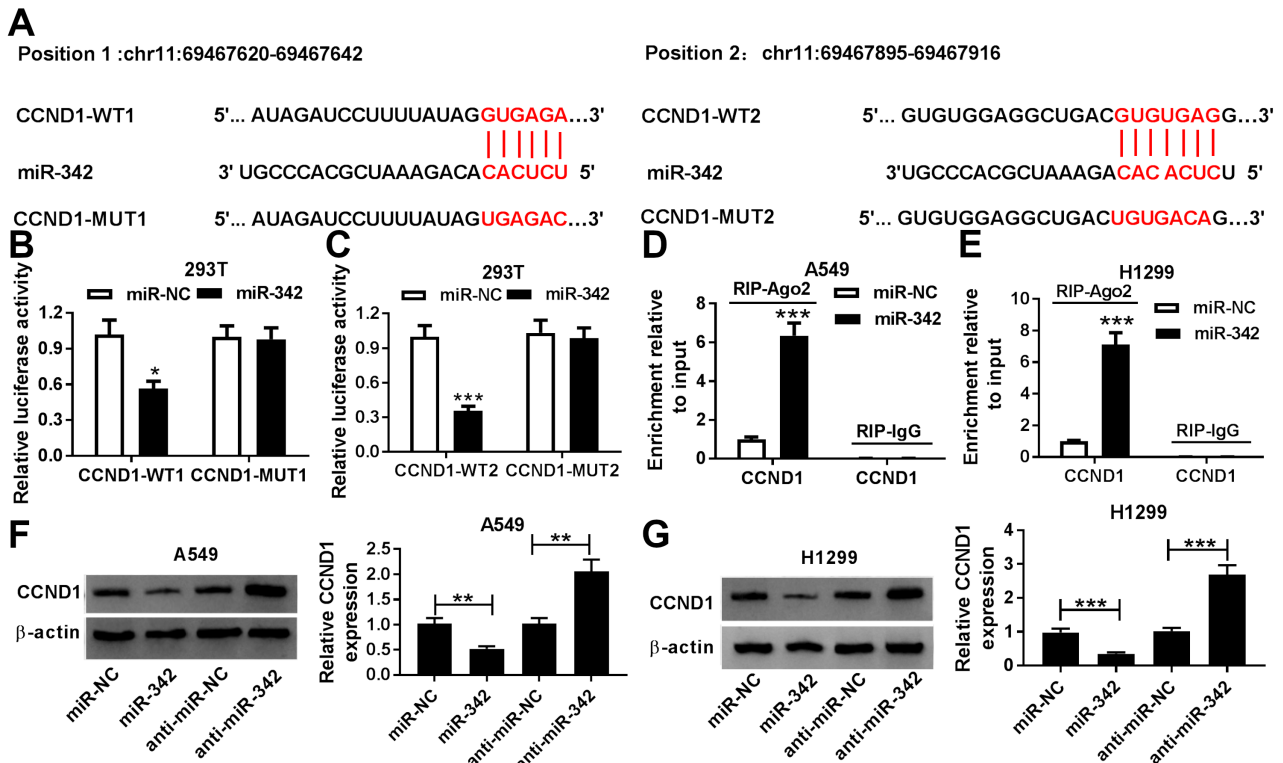 A
Position 1 :chr11:69467620-69467642
Position 2: chr11:69467895-69467916
CCND1-WT1 5'... AUAGAUCCUUUUAUAGGUGAGA...3'
miR-342 3' UGCCCACGCUAAAGACACACUCU 5'
CCND1-MUT1 5'... AUAGAUCCUUUUAUAGUGAGAC...3'
CCND1-WT2 5'... GUGUGGAGGCUGACGUGUGAGG...3'
miR-342 3'UGCCCACGCUAAAGACAC ACUCU 5'
CCND1-MUT2 5'... GUGUGGAGGCUGACUGUGACAG...3'
B
293T
miR-NC miR-342
Relative luciferase activity
1.2
0.9
0.6
0.3
0.0
*
CCND1-WT1 CCND1-MUT1
C
293T
miR-NC miR-342
Relative luciferase activity
1.2
0.9
0.6
0.3
0.0
***
CCND1-WT2 CCND1-MUT2
D
A549
RIP-Ago2
miR-NC
miR-342
Enrichment relative
to input
8
6
4
2
0
***
RIP-IgG
CCND1 CCND1
E
H1299
RIP-Ago2
miR-NC
miR-342
Enrichment relative
to input
10
8
6
4
2
0
***
RIP-IgG
CCND1 CCND1
F
A549
CCND1
β-actin
miR-NC miR-342 anti-miR-NC anti-miR-342
A549
Relative CCND1
expression
2.5
2.0
1.5
1.0
0.5
0.0
** **
miR-NC miR-342 anti-miR-NC anti-miR-342
G
H1299
CCND1
β-actin
miR-NC miR-342 anti-miR-NC anti-miR-342
H1299
Relative CCND1
expression
4
3
2
1
0
*** ***
miR-NC miR-342 anti-miR-NC anti-miR-342